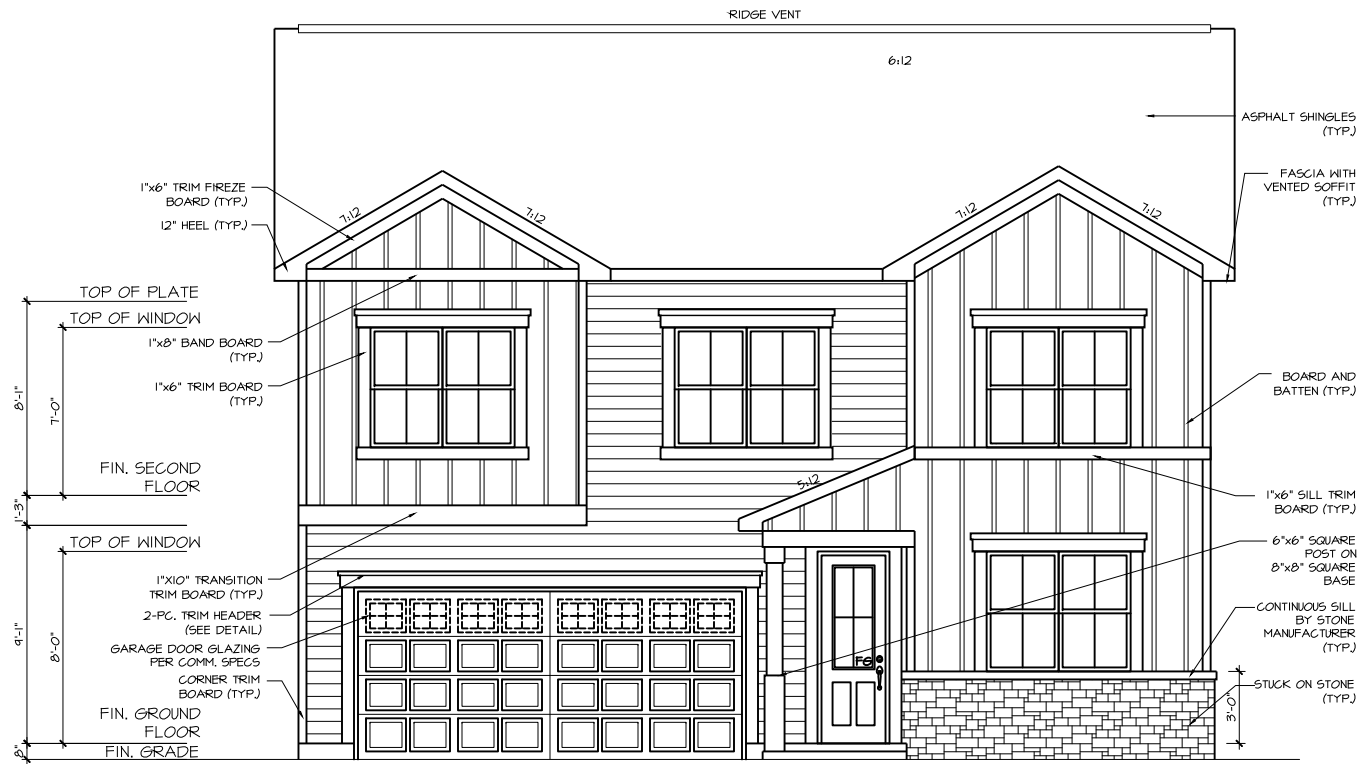 RIDGE VENT
6:12
ASPHALT SHINGLES
(TYP.)
1"x6" TRIM FIREZE
BOARD (TYP.)
12" HEEL (TYP.)
7:12
7:12
7:12
7:12
FASCIA WITH
VENTED SOFFIT
(TYP.)
TOP OF PLATE
TOP OF WINDOW
1"x8" BAND BOARD
(TYP.)
1"x6" TRIM BOARD
(TYP.)
8'-1"
7'-0"
BOARD AND
BATTEN (TYP.)
FIN. SECOND
FLOOR
5:12
1'-3"
1"x6" SILL TRIM
BOARD (TYP.)
TOP OF WINDOW
6"x6" SQUARE
POST ON
8"x8" SQUARE
BASE
1"X10" TRANSITION
TRIM BOARD (TYP.)
2-PC. TRIM HEADER
(SEE DETAIL)
GARAGE DOOR GLAZING
PER COMM. SPECS
CORNER TRIM
BOARD (TYP.)
9'-1"
8'-0"
FG
CONTINUOUS SILL
BY STONE
MANUFACTURER
(TYP.)
STUCK ON STONE
(TYP.)
3'-0"
FIN. GROUND
FLOOR
FIN. GRADE
8"